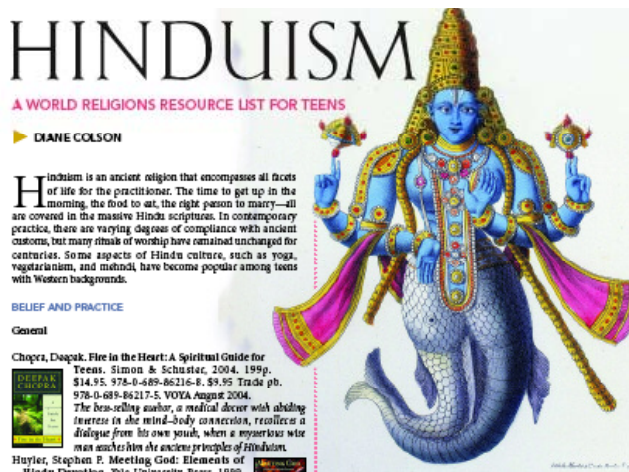 HINDUISM
A WORLD RELIGIONS RESOURCE LIST FOR TEENS
DIANE COLSON
Hinduism is an ancient religion that encompasses all facets
of life for the practitioner. The time to get up in the
morning, the food to eat, the right person to marry—all
are covered in the massive Hindu scriptures. In contemporary
practice, there are varying degrees of compliance with ancient
customs, but many rituals of worship have remained unchanged for
centuries. Some aspects of Hindu culture, such as yoga,
vegetarianism, and mehndi, have become popular among teens
with Western backgrounds.
BELIEF AND PRACTICE
General
Chopra, Deepak. Fire in the Heart: A Spiritual Guide for
Teens. Simon & Schuster, 2004. 199p.
$14.95. 978-0-689-86216-8. $9.95 Trade pb.
978-0-689-86217-5. VOYA August 2004.
The best-selling author, a medical doctor with abiding
interest in the mind–body connection, recollects a
dialogue from his own youth, when a mysterious wise
man teaches him the ancient principles of Hinduism.
DEEPAK
CHOPRA
Huyler, Stephen P. Meeting God: Elements of
Hindu Devotion. Yale University Press, 1999.
MEETING GOD